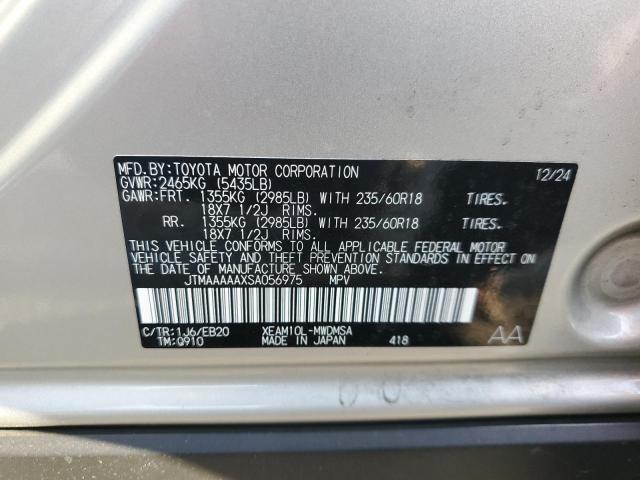 MFD.BY:TOYOTA MOTOR CORPORATION 12/24
GVWR:2465KG (5435LB)
GAWR:FRT. 1355KG (2985LB) WITH 235/60R18 TIRES.
18X7 1/2J RIMS.
RR. 1355KG (2985LB) WITH 235/60R18 TIRES.
18X7 1/2J RIMS.
THIS VEHICLE CONFORMS TO ALL APPLICABLE FEDERAL MOTOR
VEHICLE SAFETY AND THEFT PREVENTION STANDARDS IN EFFECT ON
THE DATE OF MANUFACTURE SHOWN ABOVE.
JTMAAAAAXSA056975 MPV
C/TR:1J6/EB20 XEAM10L-MWDMSA AA
TM:Q910 MADE IN JAPAN 418